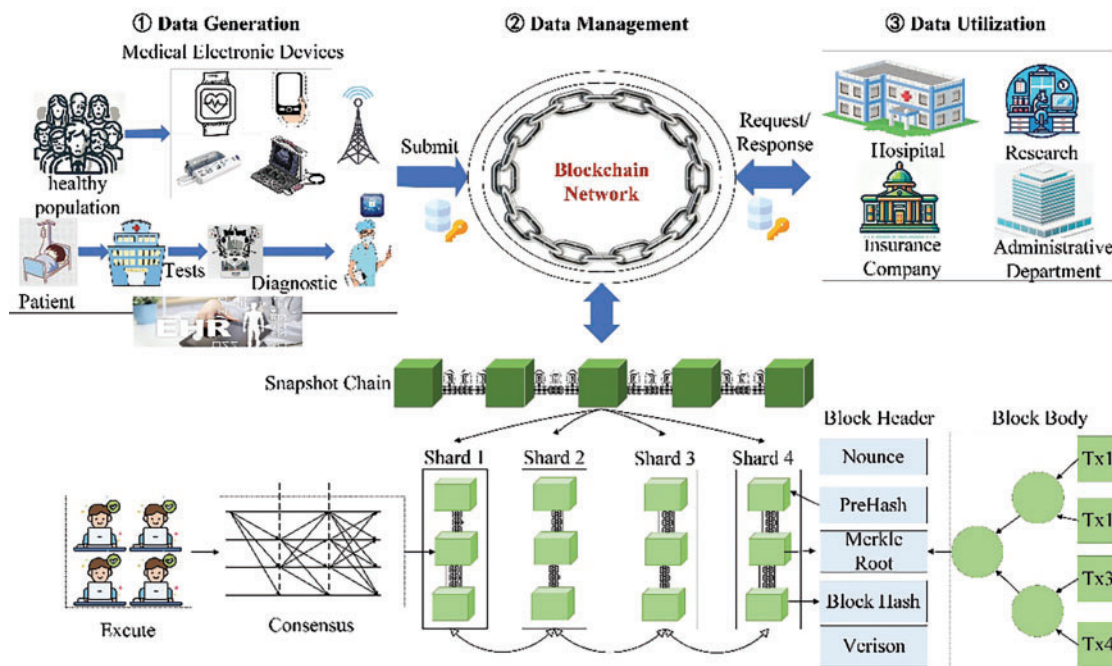 ① Data Generation
② Data Management
③ Data Utilization
Medical Electronic Devices
healthy
population
Patient
Tests
Diagnostic
EHR
Submit
Blockchain
Network
Request/
Response
Hosipital
Research
Insurance
Company
Administrative
Department
Snapshot Chain
Shard 1
Shard 2
Shard 3
Shard 4
Excute
Consensus
Block Header
Nounce
PreHash
Merkle
Root
Block Hash
Verison
Block Body
Tx1
Tx1
Tx3
Tx4